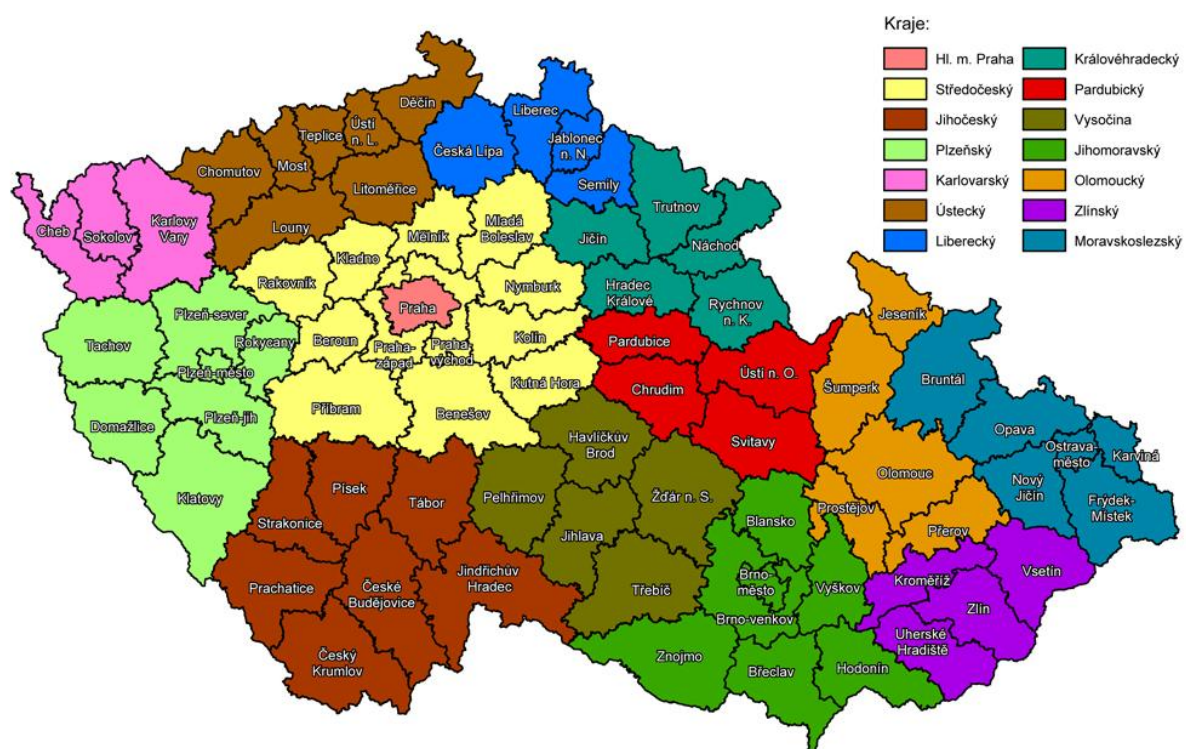 Kraje:
Hl. m. Praha
Středočeský
Jihočeský
Plzeňský
Karlovarský
Ústecký
Liberecký
Královéhradecký
Pardubický
Vysočina
Jihomoravský
Olomoucký
Zlínský
Moravskoslezský
Děčín
Ústí
n. L.
Teplice
Most
Chomutov
Litoměřice
Louny
Liberec
Jablonec
n. N.
Česká Lípa
Semily
Cheb
Sokolov
Karlovy
Vary
Trutnov
Jičín
Náchod
Hradec
Králové
Rychnov
n. K.
Mladá
Boleslav
Mělník
Kladno
Rakovník
Nymburk
Praha
Beroun
Praha-
západ
Praha-
východ
Kolín
Kutná Hora
Příbram
Benešov
Plzeň-sever
Rokycany
Tachov
Plzeň-město
Plzeň-jih
Domažlice
Klatovy
Pardubice
Chrudim
Ústí n. O.
Svitavy
Jeseník
Šumperk
Olomouc
Prostějov
Přerov
Bruntál
Opava
Ostrava-
město
Karviná
Nový
Jičín
Frýdek-
Místek
Havlíčkův
Brod
Pelhřimov
Žďár n. S.
Jihlava
Třebíč
Písek
Tábor
Strakonice
Prachatice
České
Budějovice
Jindřichův
Hradec
Český
Krumlov
Blansko
Brno-
město
Vyškov
Brno-venkov
Znojmo
Břeclav
Hodonín
Kroměříž
Vsetín
Zlín
Uherské
Hradiště